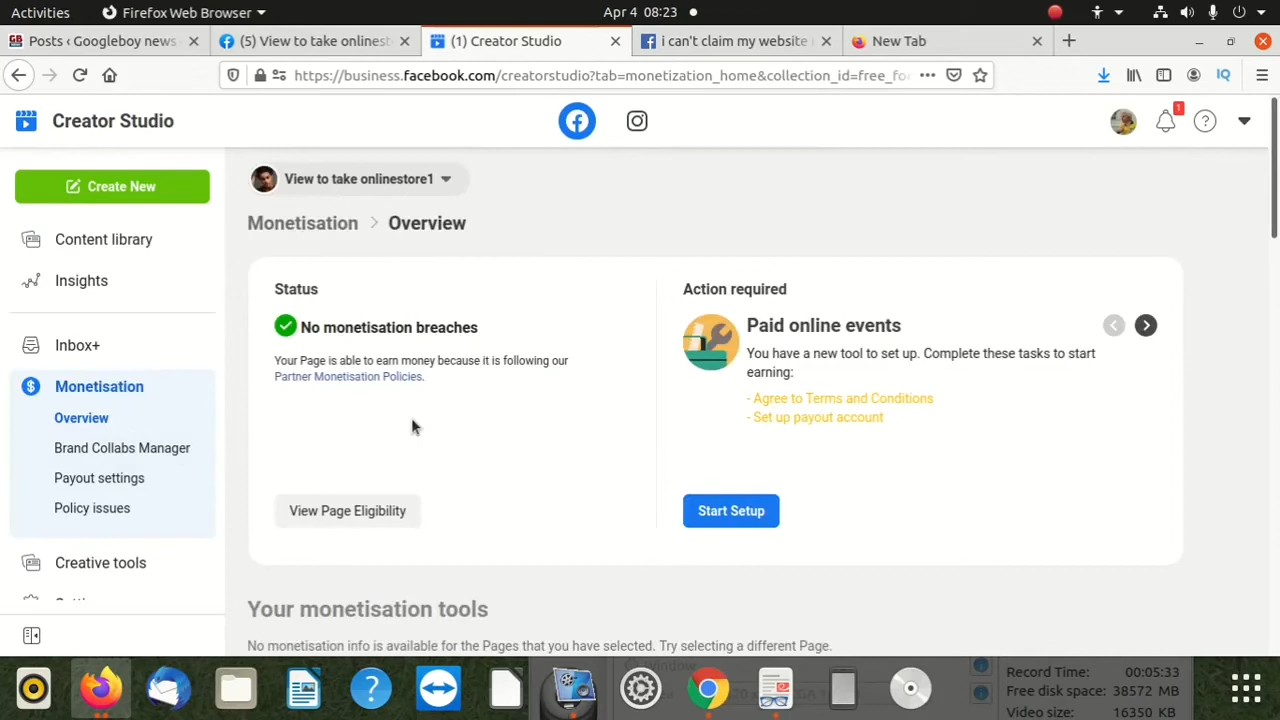 Activities
Firefox Web Browser
Apr 4 08:23
Posts ‹ Googleboy news
(5) View to take onlinest
(1) Creator Studio
i can't claim my website
New Tab
https://business.facebook.com/creatorstudio?tab=monetization_home&collection_id=free_fo
IQ
Creator Studio
1
Create New
Content library
Insights
Inbox+
Monetisation
Overview
Brand Collabs Manager
Payout settings
Policy issues
Creative tools
View to take onlinestore1
Monetisation > Overview
Status
No monetisation breaches
Your Page is able to earn money because it is following our
Partner Monetisation Policies.
View Page Eligibility
Action required
Paid online events
You have a new tool to set up. Complete these tasks to start
earning:
- Agree to Terms and Conditions
- Set up payout account
Start Setup
Your monetisation tools
No monetisation info is available for the Pages that you have selected. Try selecting a different Page.
Window
Record Time: 00:05:33
Free disk space: 38572 MB
Video size: 16350 KB